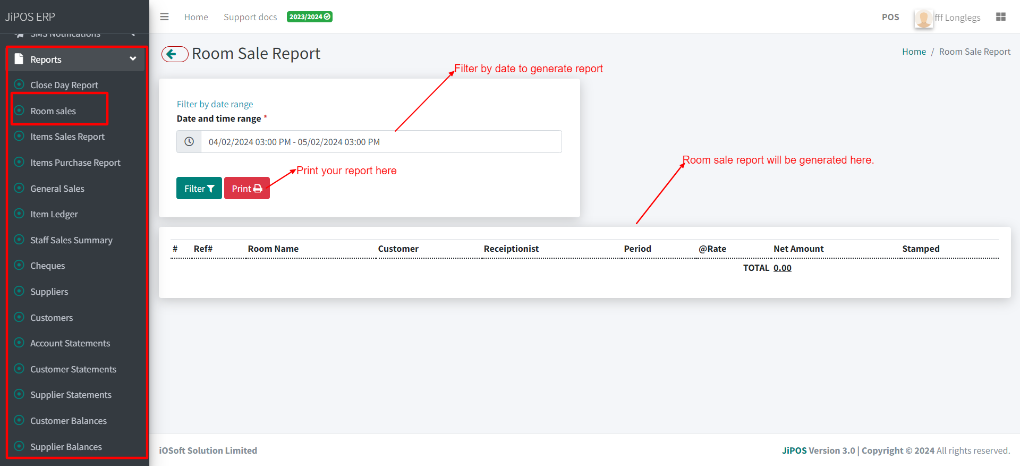 JiPOS ERP
Home Support docs 2023/2024
POS fff Longlegs
SMS Notifications
Reports
Close Day Report
Room sales
Items Sales Report
Items Purchase Report
General Sales
Item Ledger
Staff Sales Summary
Cheques
Suppliers
Customers
Account Statements
Customer Statements
Supplier Statements
Customer Balances
Supplier Balances
Room Sale Report
Home / Room Sale Report
Filter by date to generate report
Filter by date range
Date and time range *
04/02/2024 03:00 PM - 05/02/2024 03:00 PM
Print your report here
Filter Print
Room sale report will be generated here.
# Ref# Room Name Customer Receiptionist Period @Rate Net Amount Stamped
TOTAL 0.00
iOSoft Solution Limited
JiPOS Version 3.0 | Copyright © 2024 All rights reserved.